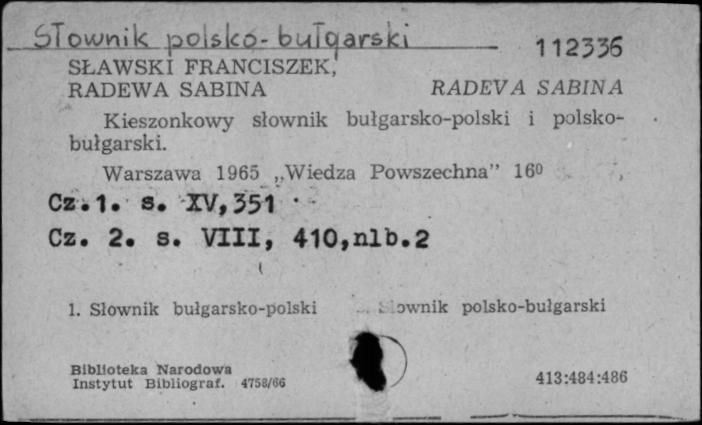 Słownik polsko-bułgarski
112336
SŁAWSKI FRANCISZEK,
RADEWA SABINA RADEVA SABINA
Kieszonkowy słownik bułgarsko-polski i polsko-
bułgarski.
Warszawa 1965 „Wiedza Powszechna” 16⁰
Cz.1. s. XV,351
Cz. 2. s. VIII, 410,nlb.2
1. Słownik bułgarsko-polski Słownik polsko-bułgarski
Biblioteka Narodowa
Instytut Bibliograf. 4758/66
413:484:486